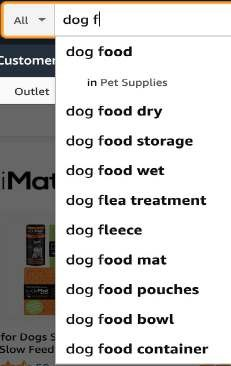 All
dog f
dog food
in Pet Supplies
Customer
dog food dry
Outlet
dog food storage
dog food wet
iMat
dog flea treatment
dog fleece
dog food mat
dog food pouches
dog food bowl
for Dogs S
dog food container
Slow Feed